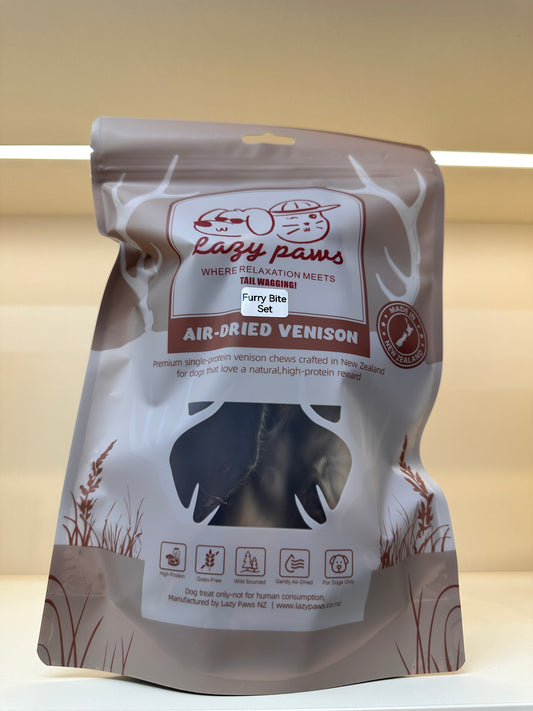 Lazy paws
WHERE RELAXATION MEETS
TAIL WAGGING!
Furry Bite
Set
AIR-DRIED VENISON
MADE IN
NEW ZEALAND
Premium single-protein venison chews crafted in New Zealand
for dogs that love a natural,high-protein reward
High Protein
Grain-Free
Wild Sourced
Gently Air-Dried
For Dogs Only
Dog treat only-not for human consumption,
Manufactured by Lazy Paws NZ | www.lazypaws.co.nz